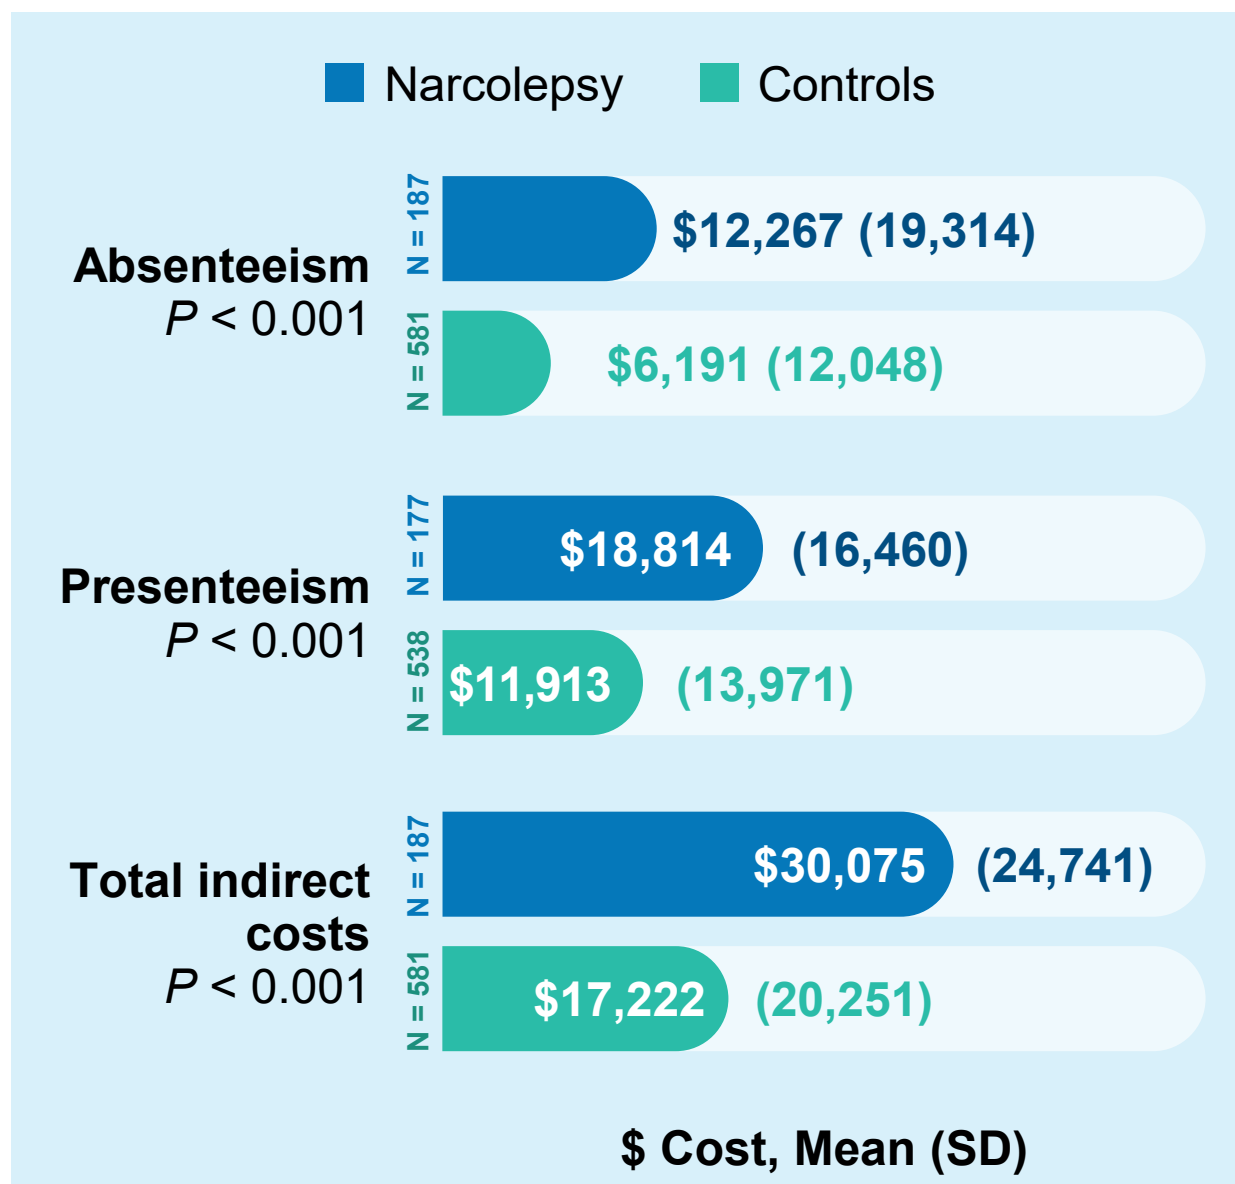 Narcolepsy
Controls
Absenteeism
P < 0.001
N = 187
$12,267 (19,314)
N = 581
$6,191 (12,048)
Presenteeism
P < 0.001
N = 177
$18,814 (16,460)
N = 538
$11,913 (13,971)
Total indirect
costs
P < 0.001
N = 187
$30,075 (24,741)
N = 581
$17,222 (20,251)
$ Cost, Mean (SD)